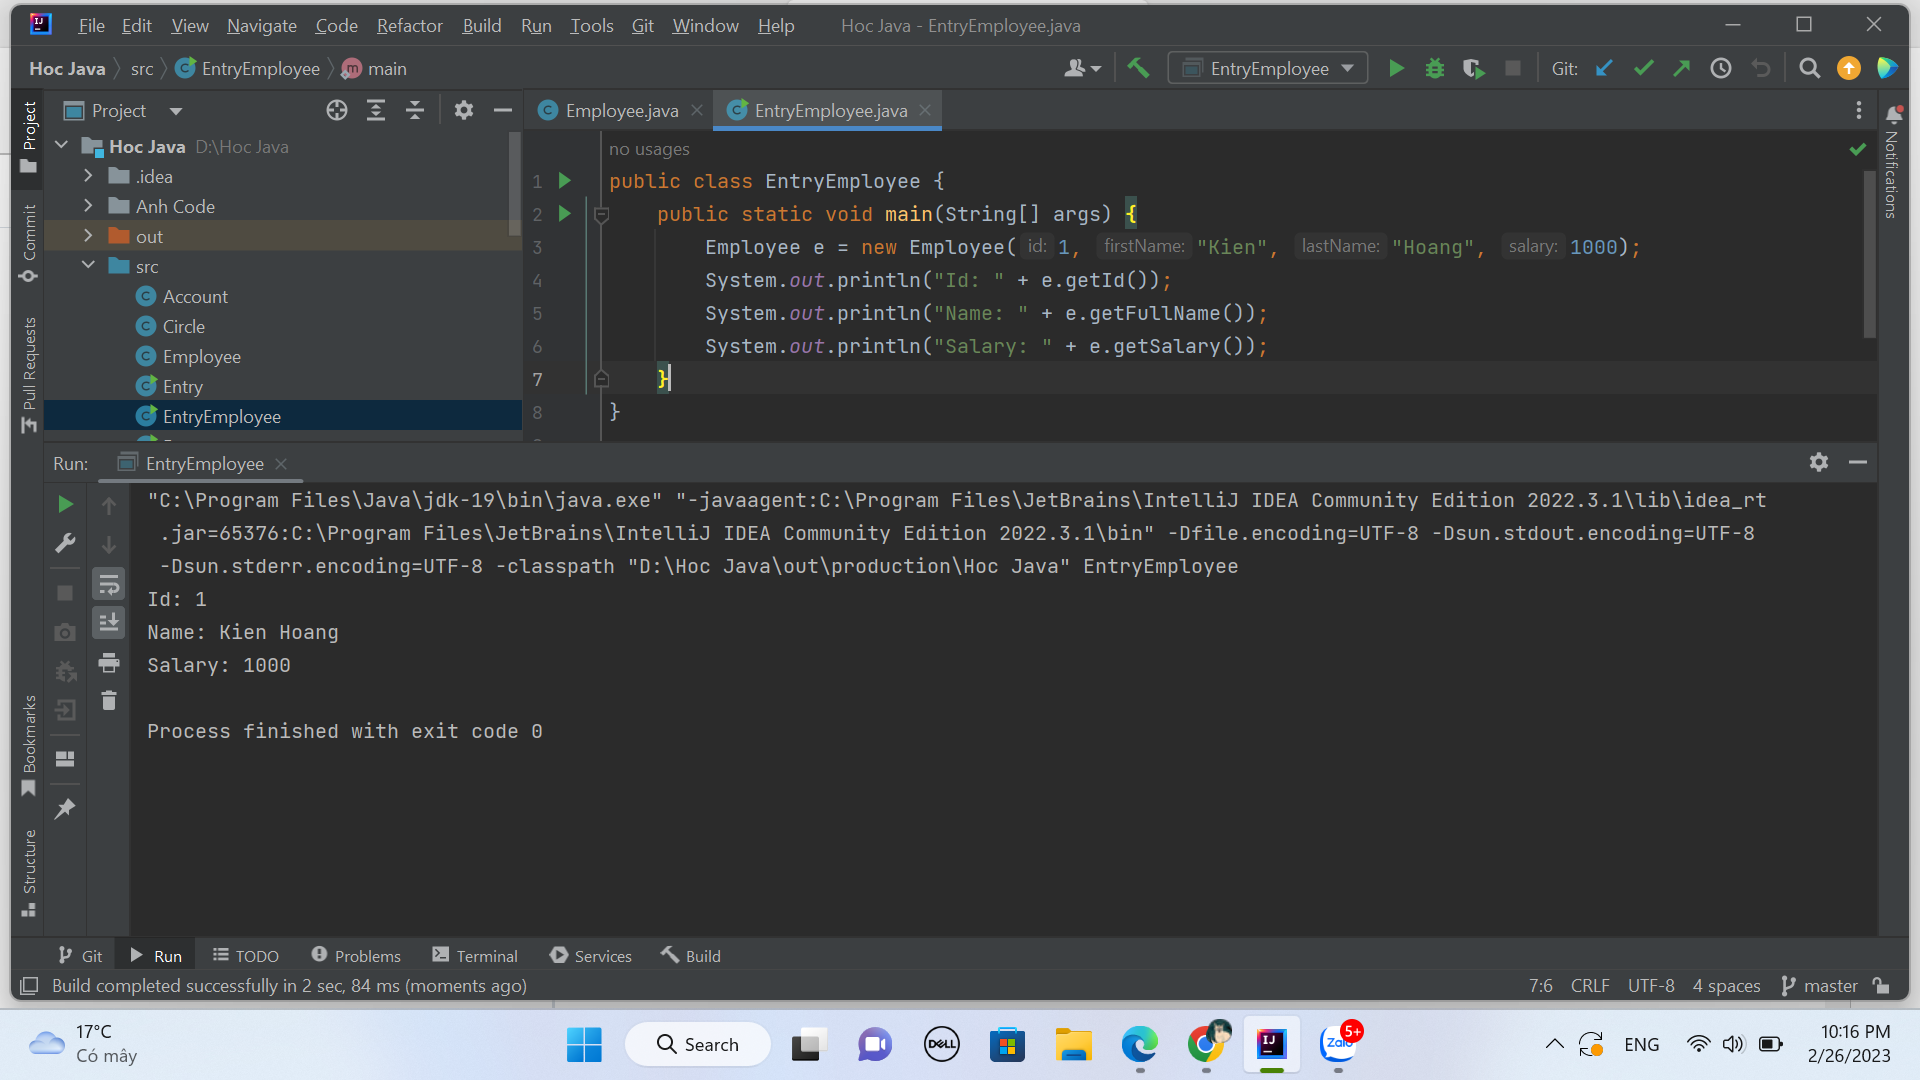 File Edit View Navigate Code Refactor Build Run Tools Git Window Help Hoc Java - EntryEmployee.java
Hoc Java src EntryEmployee main EntryEmployee Git:
Project Employee.java EntryEmployee.java
Project
Commit
Pull Requests
Bookmarks
Structure
Notifications
Hoc Java D:\Hoc Java
.idea
Anh Code
out
src
Account
Circle
Employee
Entry
EntryEmployee
no usages
1 public class EntryEmployee {
2 public static void main(String[] args) {
3 Employee e = new Employee( id: 1, firstName: "Kien", lastName: "Hoang", salary: 1000);
4 System.out.println("Id: " + e.getId());
5 System.out.println("Name: " + e.getFullName());
6 System.out.println("Salary: " + e.getSalary());
7 }
8 }
Run: EntryEmployee
"C:\Program Files\Java\jdk-19\bin\java.exe" "-javaagent:C:\Program Files\JetBrains\IntelliJ IDEA Community Edition 2022.3.1\lib\idea_rt
.jar=65376:C:\Program Files\JetBrains\IntelliJ IDEA Community Edition 2022.3.1\bin" -Dfile.encoding=UTF-8 -Dsun.stdout.encoding=UTF-8
-Dsun.stderr.encoding=UTF-8 -classpath "D:\Hoc Java\out\production\Hoc Java" EntryEmployee
Id: 1
Name: Kien Hoang
Salary: 1000
Process finished with exit code 0
Git Run TODO Problems Terminal Services Build
Build completed successfully in 2 sec, 84 ms (moments ago) 7:6 CRLF UTF-8 4 spaces master
17°C
Có mây
Search
DELL
IJ
Zalo
5+
ENG
10:16 PM
2/26/2023